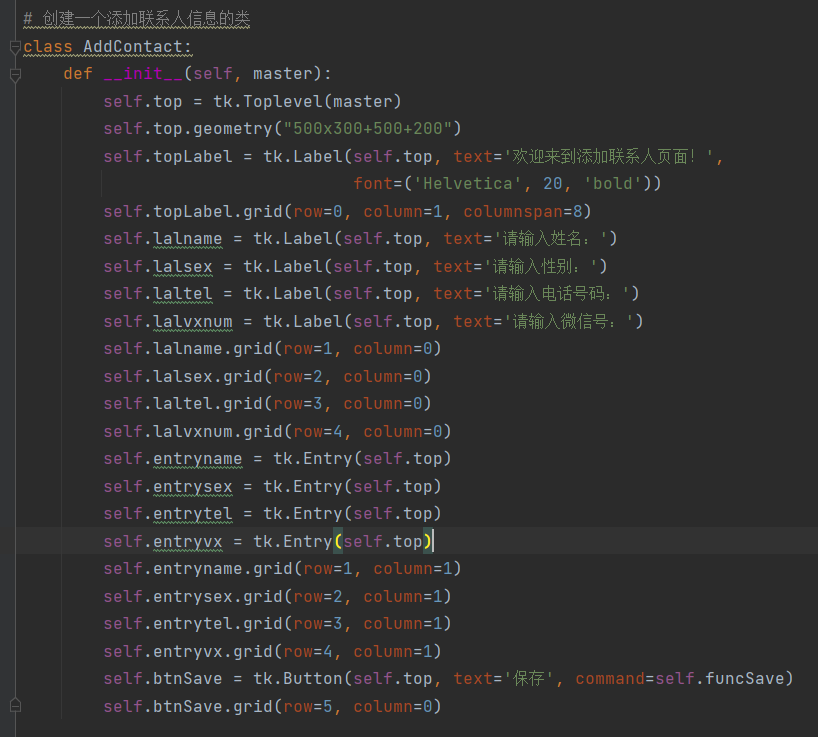 # 创建一个添加联系人信息的类
class AddContact:
    def __init__(self, master):
        self.top = tk.Toplevel(master)
        self.top.geometry("500x300+500+200")
        self.topLabel = tk.Label(self.top, text='欢迎来到添加联系人页面！',
                                 font=('Helvetica', 20, 'bold'))
        self.topLabel.grid(row=0, column=1, columnspan=8)
        self.lalname = tk.Label(self.top, text='请输入姓名：')
        self.lalsex = tk.Label(self.top, text='请输入性别：')
        self.laltel = tk.Label(self.top, text='请输入电话号码：')
        self.lalvxnum = tk.Label(self.top, text='请输入微信号：')
        self.lalname.grid(row=1, column=0)
        self.lalsex.grid(row=2, column=0)
        self.laltel.grid(row=3, column=0)
        self.lalvxnum.grid(row=4, column=0)
        self.entryname = tk.Entry(self.top)
        self.entrysex = tk.Entry(self.top)
        self.entrytel = tk.Entry(self.top)
        self.entryvx = tk.Entry(self.top)
        self.entryname.grid(row=1, column=1)
        self.entrysex.grid(row=2, column=1)
        self.entrytel.grid(row=3, column=1)
        self.entryvx.grid(row=4, column=1)
        self.btnSave = tk.Button(self.top, text='保存', command=self.funcSave)
        self.btnSave.grid(row=5, column=0)